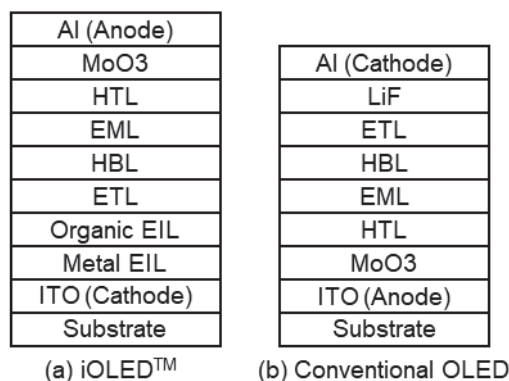 Al (Anode)
MoO3
HTL
EML
HBL
ETL
Organic EIL
Metal EIL
ITO (Cathode)
Substrate
(a) iOLED™
Al (Cathode)
LiF
ETL
HBL
EML
HTL
MoO3
ITO (Anode)
Substrate
(b) Conventional OLED